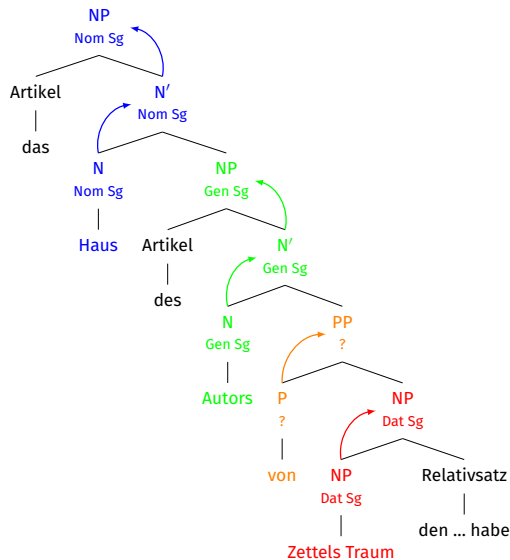 NP
Nom Sg
Artikel N′
Nom Sg
das
N NP
Nom Sg Gen Sg
Haus Artikel N′
Gen Sg
des
N PP
Gen Sg ?
Autors P NP
? Dat Sg
von NP Relativsatz
Dat Sg
den ... habe
Zettels Traum